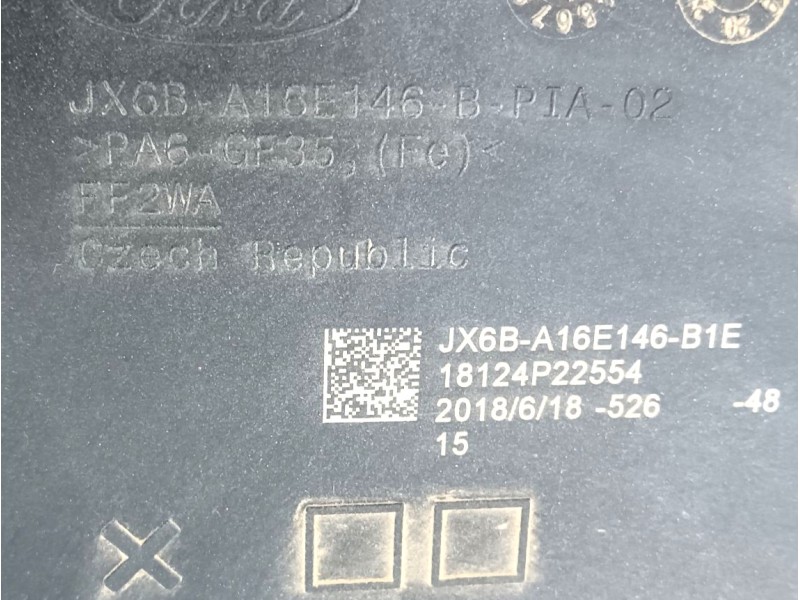 Ford
JX6B-A16E146-B-PIA-02
>PA6-GF35,(Fe)<
FF2WA
Czech Republic
JX6B-A16E146-B1E
18124P22554
2018/6/18 -526 -48
15